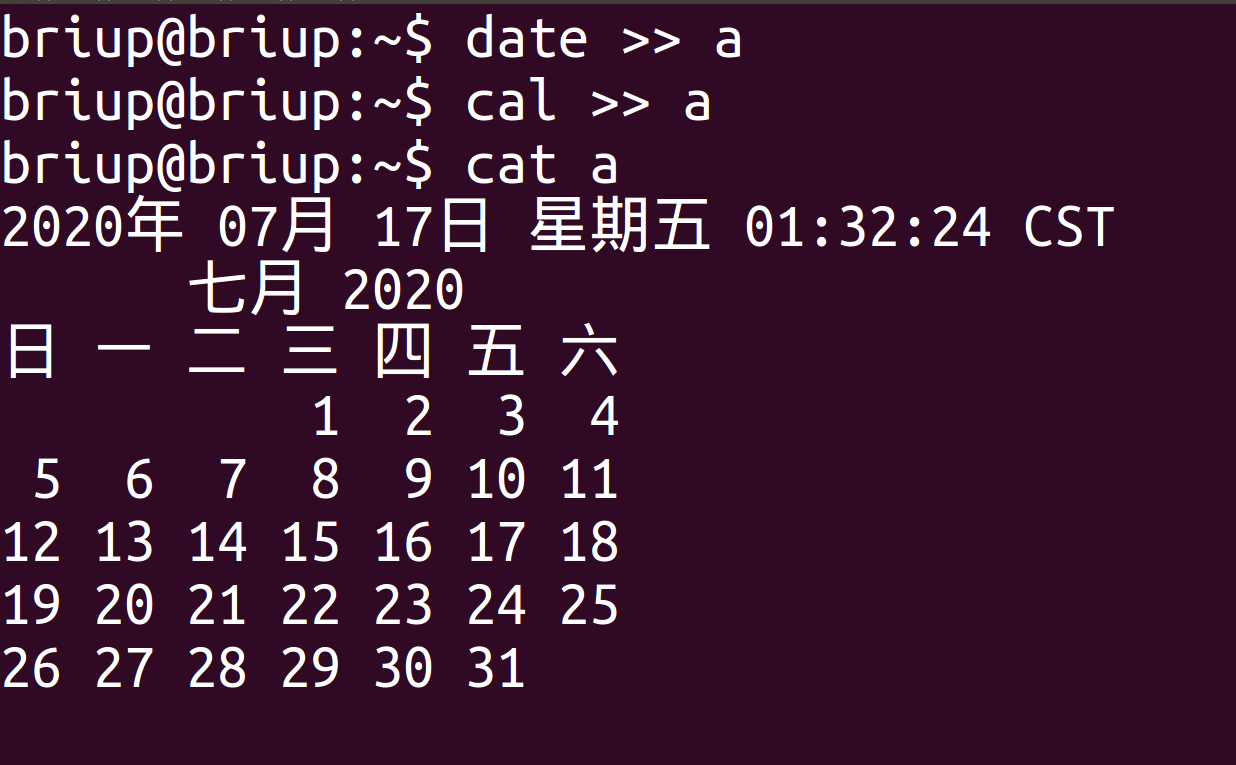 briup@briup:~$ date >> a
briup@briup:~$ cal >> a
briup@briup:~$ cat a
2020年 07月 17日 星期五 01:32:24 CST
      七月 2020
日 一 二 三 四 五 六
          1  2  3  4
 5  6  7  8  9 10 11
12 13 14 15 16 17 18
19 20 21 22 23 24 25
26 27 28 29 30 31